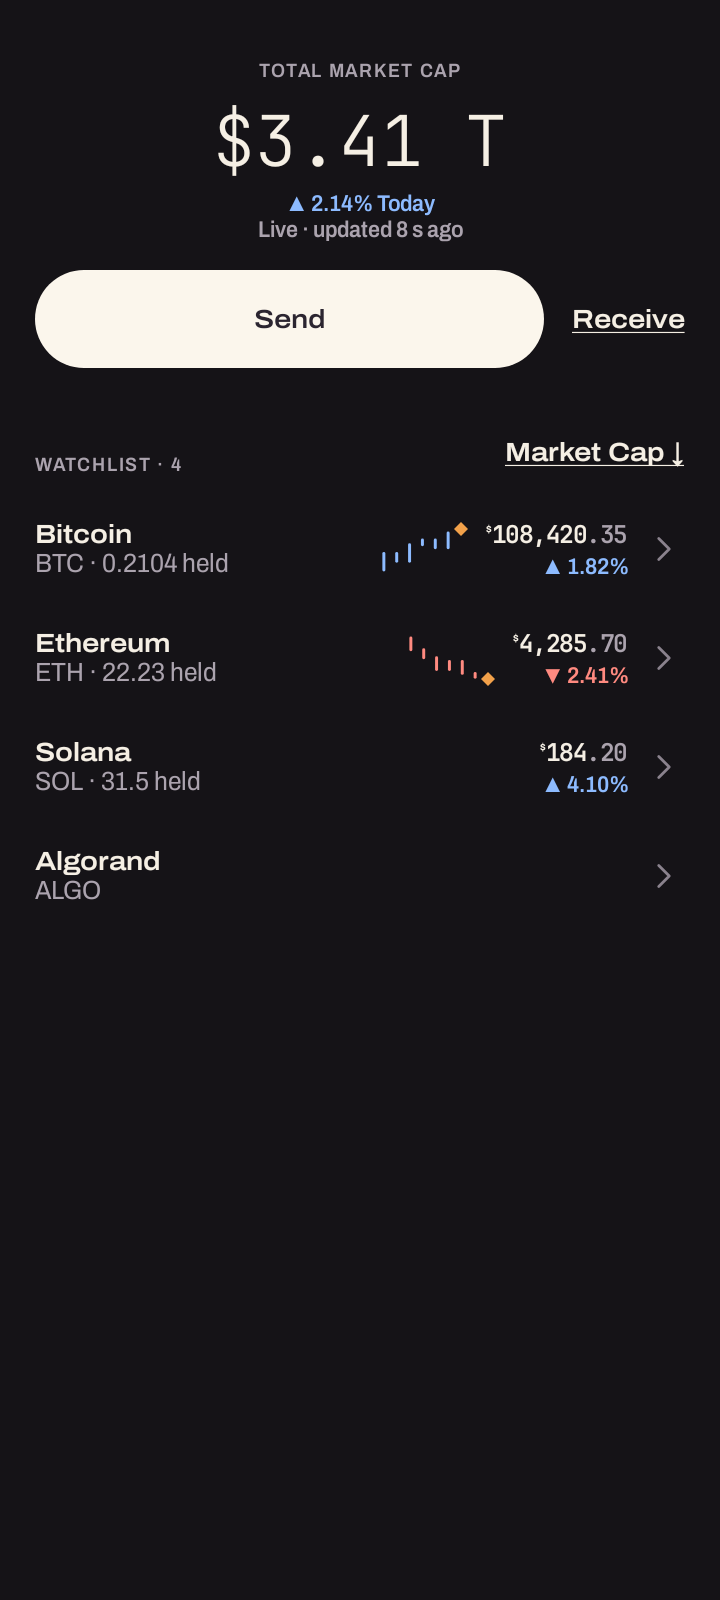 TOTAL MARKET CAP
$3.41 T
▲ 2.14% Today
Live · updated 8 s ago
Send
Receive
WATCHLIST · 4
Market Cap ↓
Bitcoin
$108,420.35
BTC · 0.2104 held
▲ 1.82%
Ethereum
$4,285.70
ETH · 22.23 held
▼ 2.41%
Solana
$184.20
SOL · 31.5 held
▲ 4.10%
Algorand
ALGO